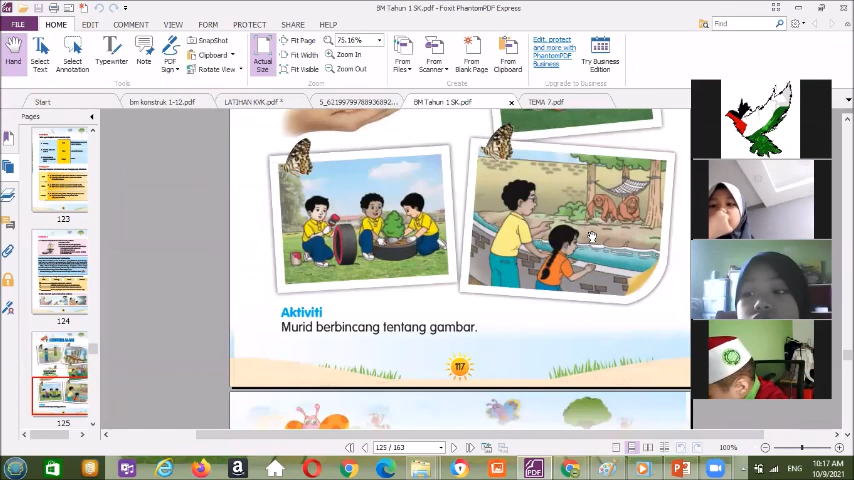 BM Tahun 1 SK.pdf - Foxit PhantomPDF Express
FILE HOME EDIT COMMENT VIEW FORM PROTECT SHARE HELP
Find
Hand
Select Text
Select Annotation
Typewriter
Note
PDF Sign
SnapShot
Clipboard
Rotate View
Actual Size
Fit Page
Fit Width
Fit Visible
75.16%
Zoom In
Zoom Out
From Files
From Scanner
From Blank Page
From Clipboard
Edit, protect and more with PhantomPDF Business
Try Business Edition
Tools Zoom Create Upgrade to Business
Start bm konstruk 1-12.pdf LATIHAN KVK.pdf * 5_62199799788936892... BM Tahun 1 SK.pdf TEMA 7.pdf
Pages
123
124
125
Aktiviti
Murid berbincang tentang gambar.
117
125 / 163
100%
ENG
10:17 AM
10/9/2021